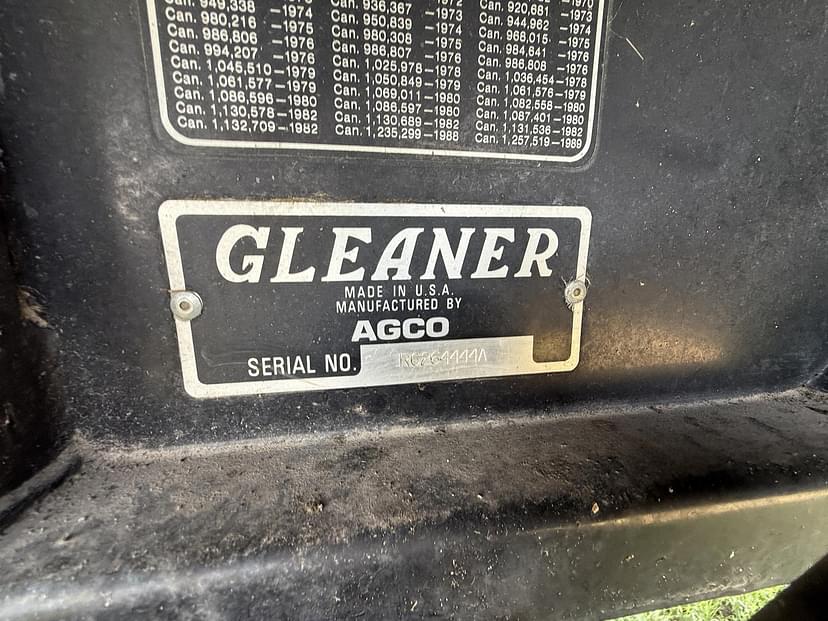 Can. 949,338 —1974 Can. 936,367 —1973 Can. 920,681 —1973
Can. 980,216 —1975 Can. 950,839 —1974 Can. 944,962 —1974
Can. 986,806 —1976 Can. 980,308 —1975 Can. 968,015 —1975
Can. 994,207 —1976 Can. 986,807 —1976 Can. 984,641 —1976
Can. 1,045,510 —1979 Can. 1,025,978 —1978 Can. 986,808 —1976
Can. 1,061,577 —1979 Can. 1,050,849 —1979 Can. 1,036,454 —1978
Can. 1,086,596 —1980 Can. 1,069,011 —1980 Can. 1,061,576 —1979
Can. 1,130,578 —1982 Can. 1,086,597 —1980 Can. 1,082,558 —1980
Can. 1,132,709 —1982 Can. 1,130,689 —1982 Can. 1,087,401 —1980
Can. 1,235,299 —1988 Can. 1,131,536 —1982
Can. 1,257,519 —1989
GLEANER
MADE IN U.S.A.
MANUFACTURED BY
AGCO
SERIAL NO.